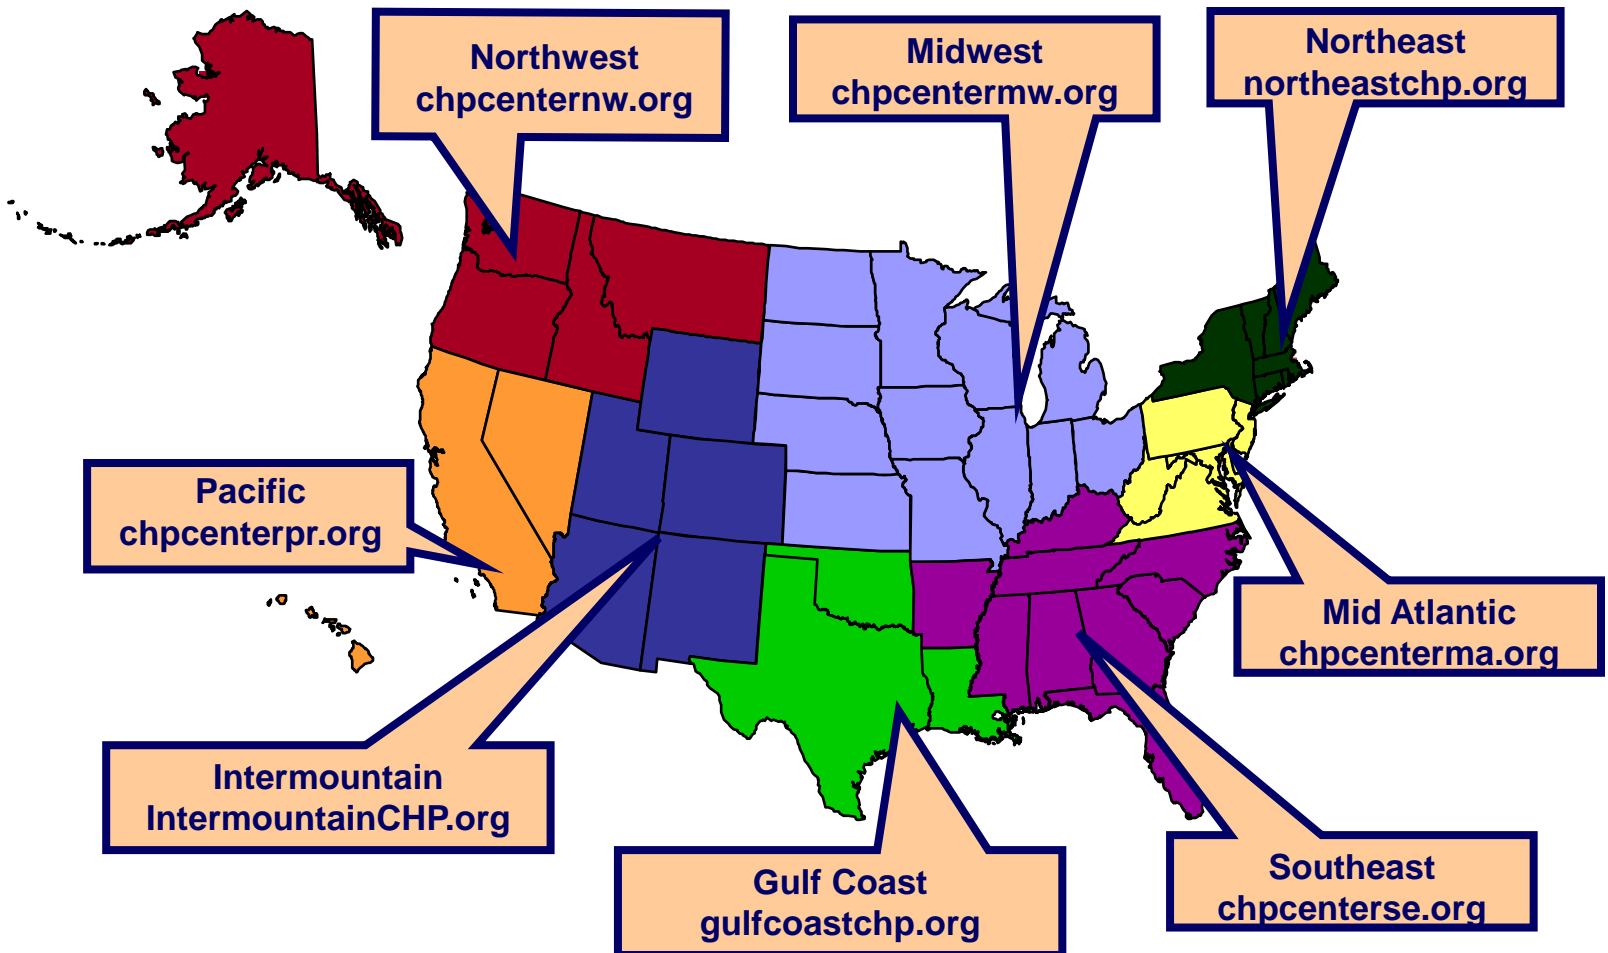 Northwest
chpcenternw.org
Midwest
chpcentermw.org
Northeast
northeastchp.org
Pacific
chpcenterpr.org
Mid Atlantic
chpcenterma.org
Intermountain
IntermountainCHP.org
Gulf Coast
gulfcoastchp.org
Southeast
chpcenterse.org